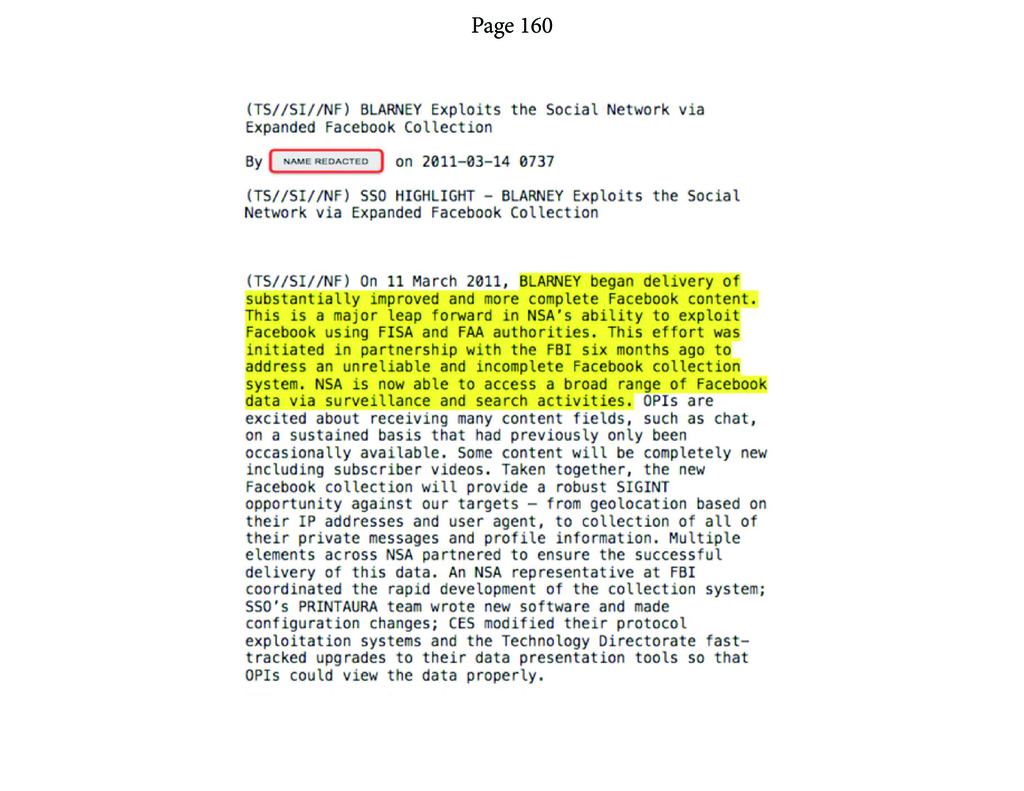 Page 160
(TS//SI//NF) BLARNEY Exploits the Social Network via
Expanded Facebook Collection
By NAME REDACTED on 2011-03-14 0737
(TS//SI//NF) SSO HIGHLIGHT – BLARNEY Exploits the Social
Network via Expanded Facebook Collection
(TS//SI//NF) On 11 March 2011, BLARNEY began delivery of
substantially improved and more complete Facebook content.
This is a major leap forward in NSA's ability to exploit
Facebook using FISA and FAA authorities. This effort was
initiated in partnership with the FBI six months ago to
address an unreliable and incomplete Facebook collection
system. NSA is now able to access a broad range of Facebook
data via surveillance and search activities. OPIs are
excited about receiving many content fields, such as chat,
on a sustained basis that had previously only been
occasionally available. Some content will be completely new
including subscriber videos. Taken together, the new
Facebook collection will provide a robust SIGINT
opportunity against our targets – from geolocation based on
their IP addresses and user agent, to collection of all of
their private messages and profile information. Multiple
elements across NSA partnered to ensure the successful
delivery of this data. An NSA representative at FBI
coordinated the rapid development of the collection system;
SSO's PRINTAURA team wrote new software and made
configuration changes; CES modified their protocol
exploitation systems and the Technology Directorate fast-
tracked upgrades to their data presentation tools so that
OPIs could view the data properly.